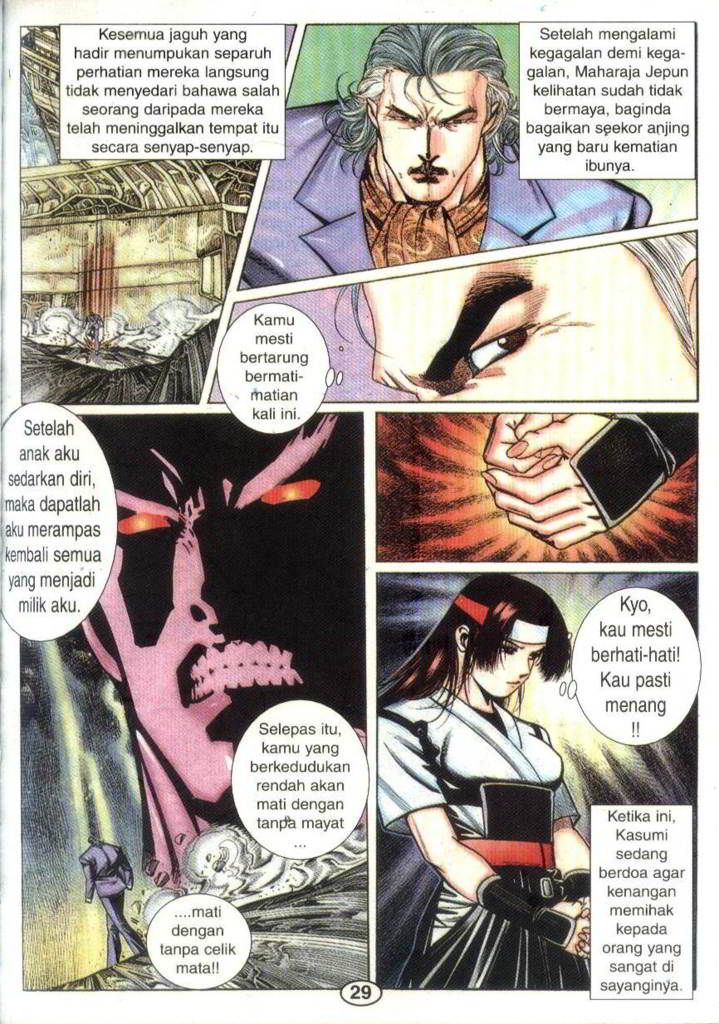 Kesemua jaguh yang
hadir menumpukan separuh
perhatian mereka langsung
tidak menyedari bahawa salah
seorang daripada mereka
telah meninggalkan tempat itu
secara senyap-senyap.
Setelah mengalami
kegagalan demi kega-
galan, Maharaja Jepun
kelihatan sudah tidak
bermaya, baginda
bagaikan seekor anjing
yang baru kematian
ibunya.
Kamu
mesti
bertarung
bermati-
matian
kali ini.
Setelah
anak aku
sedarkan diri,
maka dapatlah
aku merampas
kembali semua
yang menjadi
milik aku.
Selepas itu,
kamu yang
berkedudukan
rendah akan
mati dengan
tanpa mayat
...
....mati
dengan
tanpa celik
mata!!
Kyo,
kau mesti
berhati-hati!
Kau pasti
menang
!!
Ketika ini,
Kasumi
sedang
berdoa agar
kenangan
memihak
kepada
orang yang
sangat di
sayanginya.
29